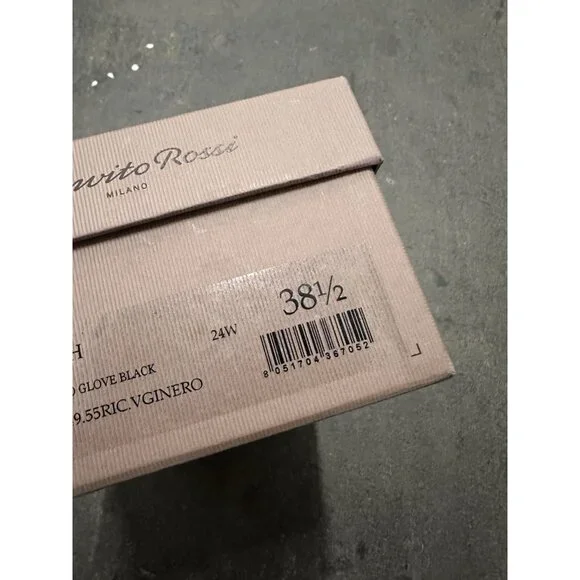 Rossi
MILANO
24W 38½
GLOVE BLACK
9.55RIC.VGINERO
8 051704 367052